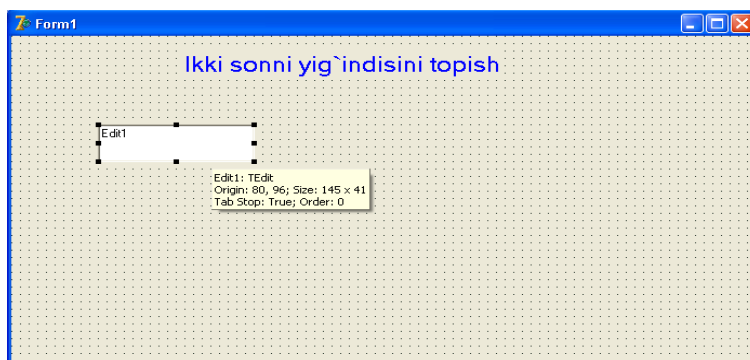 Form1
Ikki sonni yig`indisini topish
Edit1
Edit1: TEdit
Origin: 80, 96; Size: 145 x 41
Tab Stop: True; Order: 0